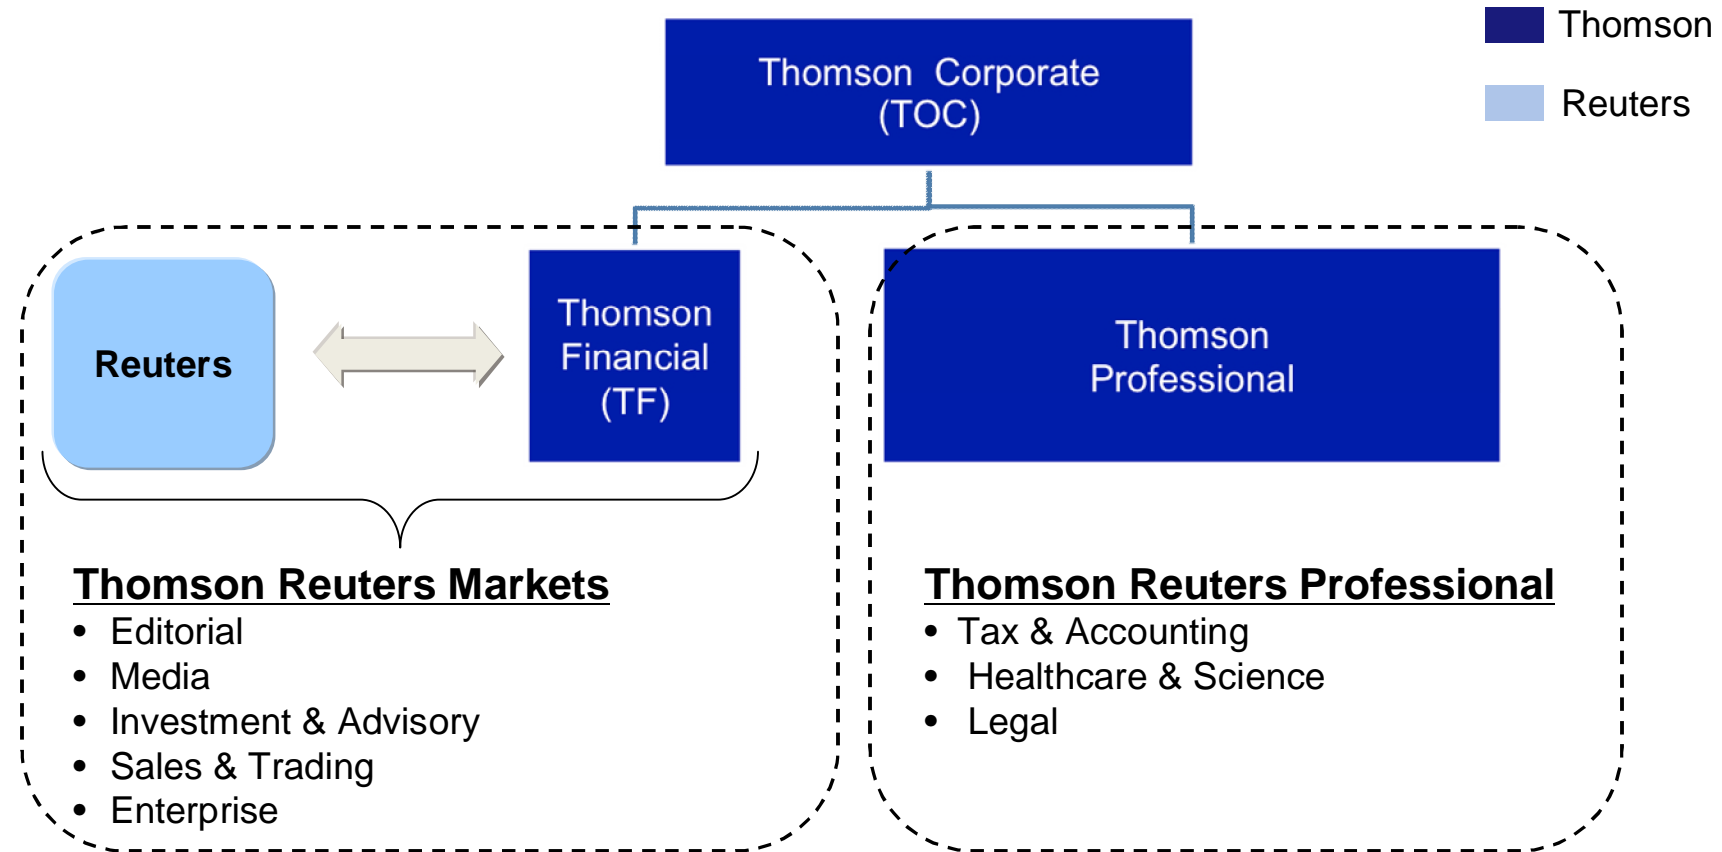 Thomson Corporate
(TOC)
Thomson
Reuters
Reuters
Thomson
Financial
(TF)
Thomson
Professional
Thomson Reuters Markets
• Editorial
• Media
• Investment & Advisory
• Sales & Trading
• Enterprise
Thomson Reuters Professional
• Tax & Accounting
• Healthcare & Science
• Legal